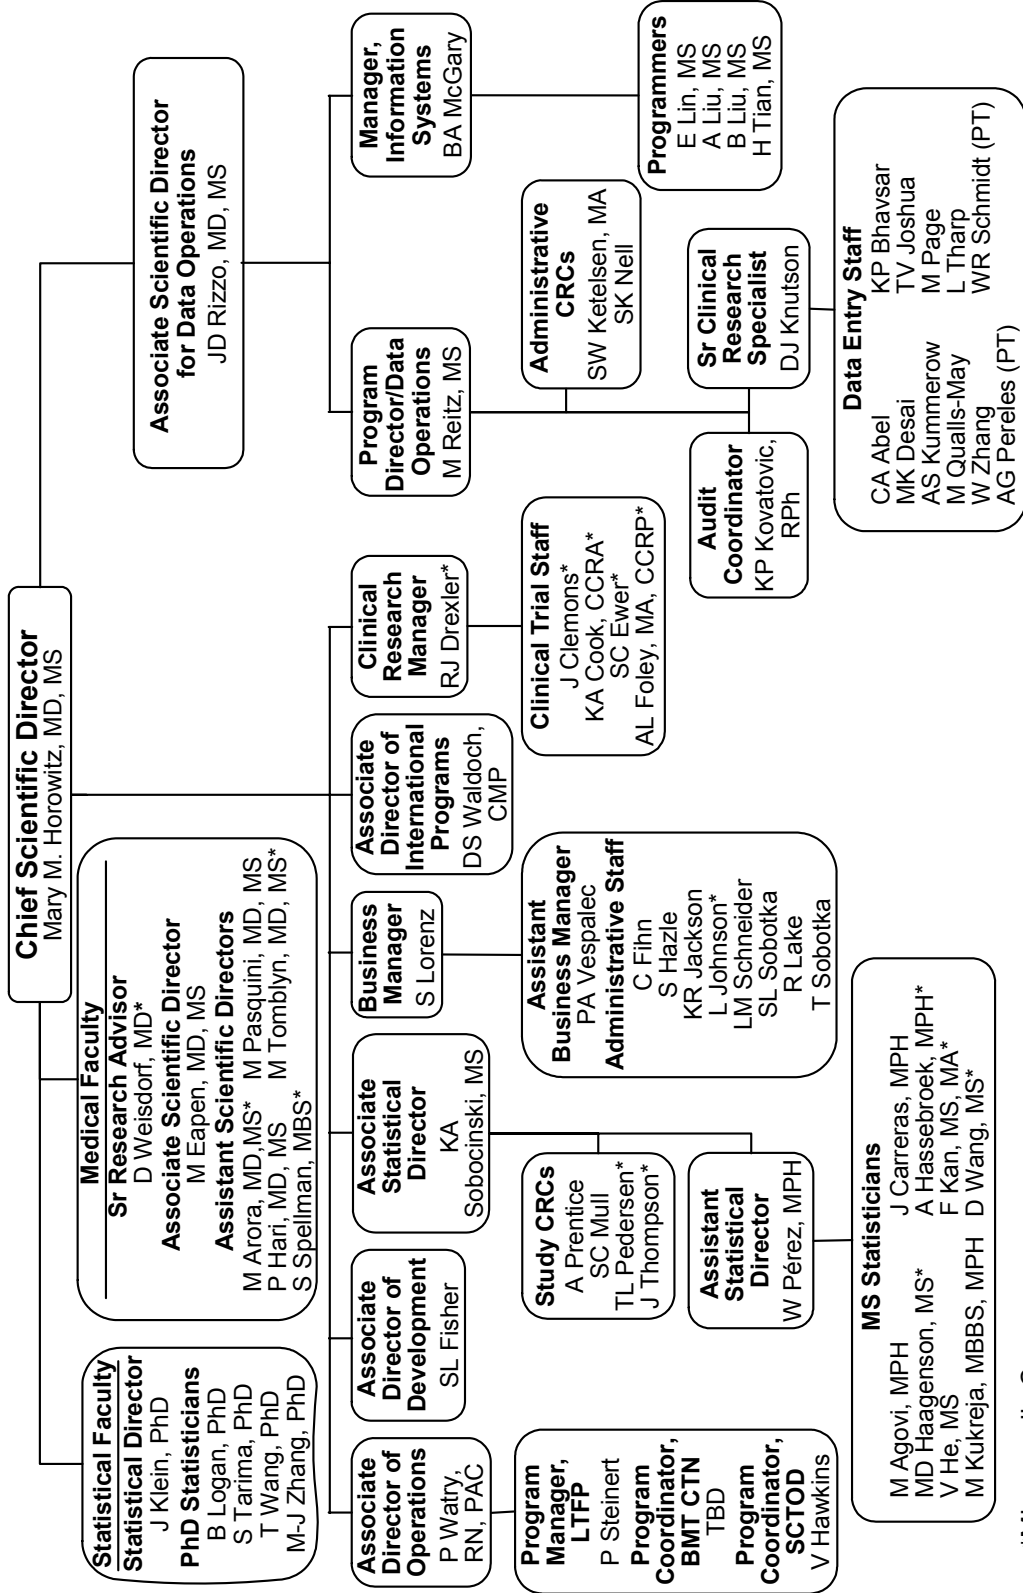 Chief Scientific Director
Mary M. Horowitz, MD, MS
Statistical Faculty
Statistical Director
J Klein, PhD
PhD Statisticians
B Logan, PhD
S Tarima, PhD
T Wang, PhD
M-J Zhang, PhD
Medical Faculty
Sr Research Advisor
D Weisdorf, MD*
Associate Scientific Director
M Eapen, MD, MS
Assistant Scientific Directors
M Arora, MD,MS* M Pasquini, MD, MS
P Hari, MD, MS M Tomblyn, MD, MS*
S Spellman, MBS*
Associate Scientific Director
for Data Operations
JD Rizzo, MD, MS
Associate
Director of
Operations
P Watry,
RN, PAC
Associate
Director of
Development
SL Fisher
Associate
Statistical
Director
KA
Sobocinski, MS
Business
Manager
S Lorenz
Associate
Director of
International
Programs
DS Waldoch,
CMP
Clinical
Research
Manager
RJ Drexler*
Program
Director/Data
Operations
M Reitz, MS
Manager,
Information
Systems
BA McGary
Program
Manager,
LTFP
P Steinert
Program
Coordinator,
BMT CTN
TBD
Program
Coordinator,
SCTOD
V Hawkins
Study CRCs
A Prentice
SC Mull
TL Pedersen*
J Thompson*
Assistant
Business Manager
PA Vespalec
Administrative Staff
C Fihn
S Hazle
KR Jackson
L Johnson*
LM Schneider
SL Sobotka
R Lake
T Sobotka
Clinical Trial Staff
J Clemons*
KA Cook, CCRA*
SC Ewer*
AL Foley, MA, CCRP*
Administrative
CRCs
SW Ketelsen, MA
SK Nell
Programmers
E Lin, MS
A Liu, MS
B Liu, MS
H Tian, MS
Assistant
Statistical
Director
W Pérez, MPH
Audit
Coordinator
KP Kovatovic,
RPh
Sr Clinical
Research
Specialist
DJ Knutson
MS Statisticians
M Agovi, MPH J Carreras, MPH
MD Haagenson, MS* A Hassebroek, MPH*
V He, MS F Kan, MS, MA*
M Kukreja, MBBS, MPH D Wang, MS*
Data Entry Staff
CA Abel KP Bhavsar
MK Desai TV Joshua
AS Kummerow M Page
M Qualls-May L Tharp
W Zhang WR Schmidt (PT)
AG Pereles (PT)